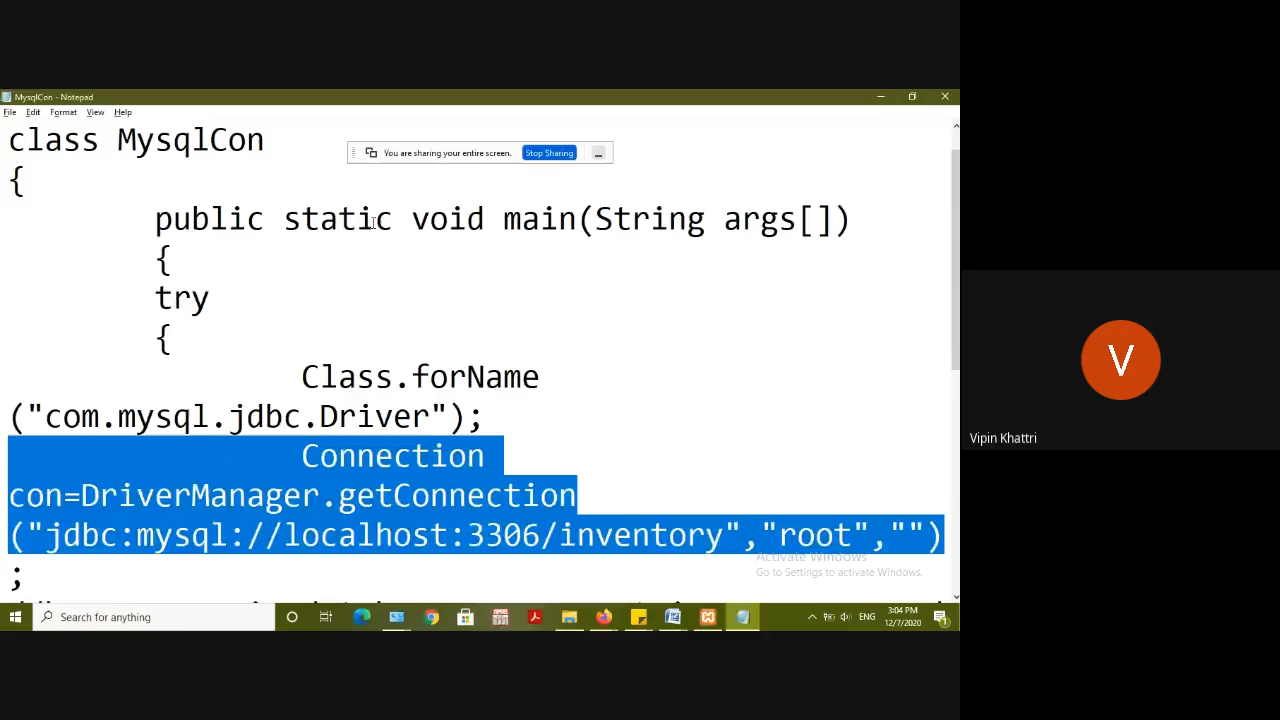 MysqlCon - Notepad
File Edit Format View Help
class MysqlCon
You are sharing your entire screen. Stop Sharing
{
public static void main(String args[])
{
try
{
Class.forName
("com.mysql.jdbc.Driver");
Connection
con=DriverManager.getConnection
("jdbc:mysql://localhost:3306/inventory","root","")
;
Activate Windows
Go to Settings to activate Windows.
Search for anything
ENG
3:04 PM
12/7/2020
1
V
Vipin Khattri